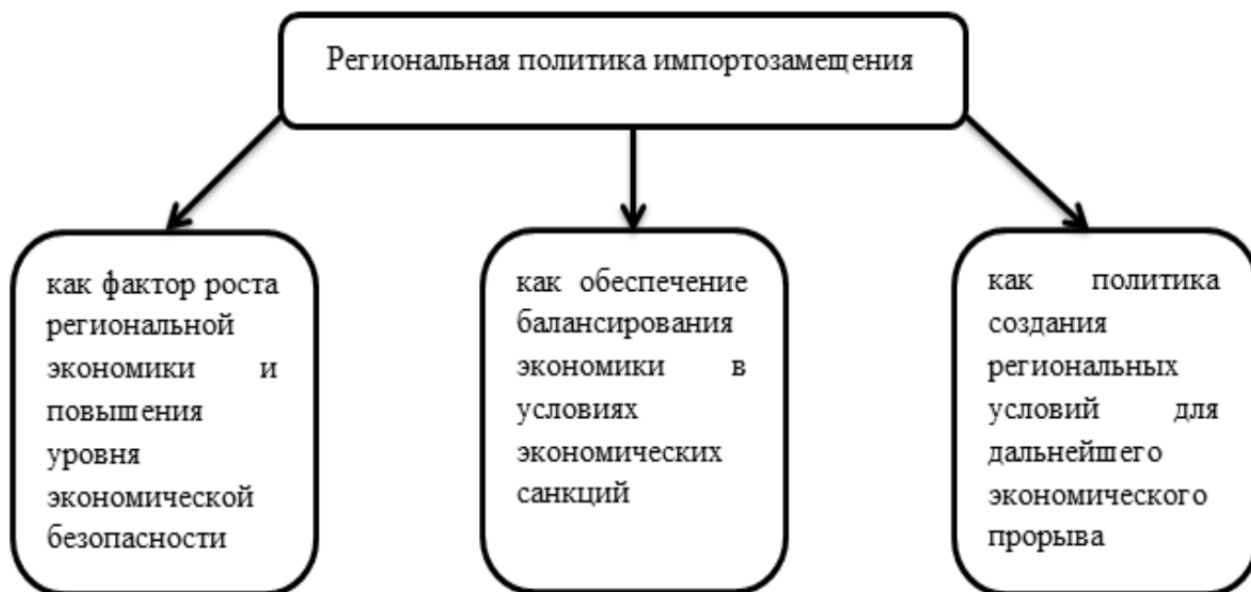 Региональная политика импортозамещения
как фактор роста
региональной
экономики и
повышения
уровня
экономической
безопасности
как обеспечение
балансирования
экономики в
условиях
экономических
санкций
как политика
создания
региональных
условий для
дальнейшего
экономического
прорыва